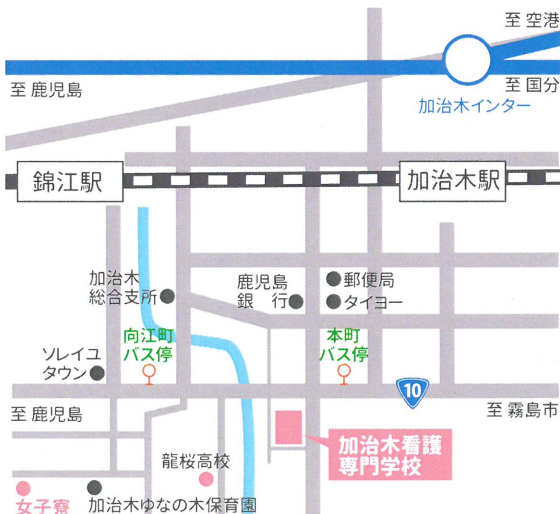 至 空港
至 鹿児島
至 国分
加治木インター
錦江駅
加治木駅
加治木
総合支所
鹿児島
銀 行
郵便局
タイヨー
向江町
バス停
本町
バス停
ソレイユ
タウン
10
至 鹿児島
至 霧島市
加治木看護
専門学校
龍桜高校
女子寮
加治木ゆなの木保育園